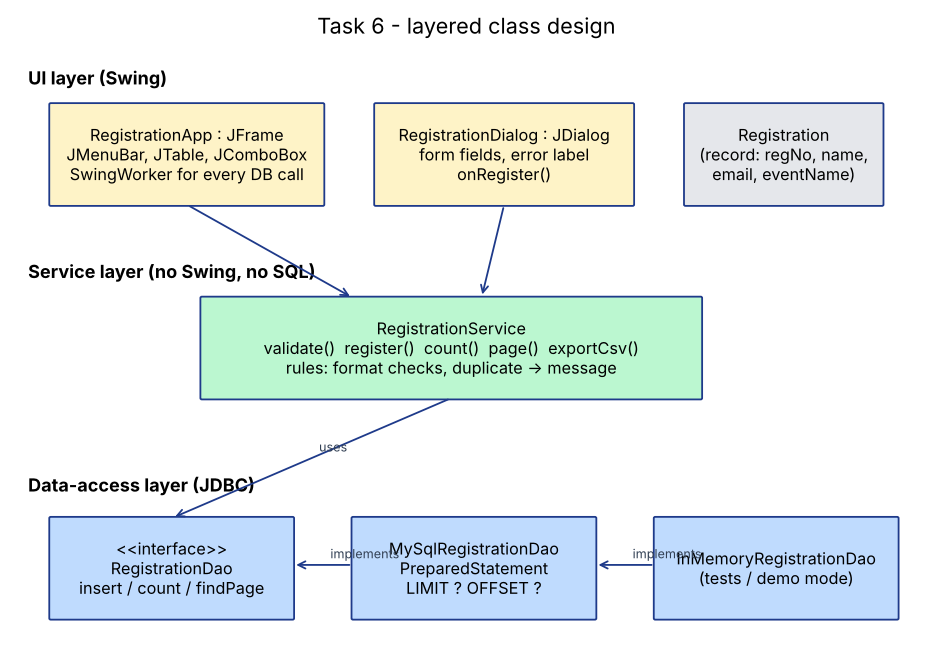 Task 6 - layered class design
UI layer (Swing)
RegistrationApp : JFrame
JMenuBar, JTable, JComboBox
SwingWorker for every DB call
RegistrationDialog : JDialog
form fields, error label
onRegister()
Registration
(record: regNo, name,
email, eventName)
Service layer (no Swing, no SQL)
RegistrationService
validate()  register()  count()  page()  exportCsv()
rules: format checks, duplicate → message
uses
Data-access layer (JDBC)
<<interface>>
RegistrationDao
insert / count / findPage
implements
MySqlRegistrationDao
PreparedStatement
LIMIT ? OFFSET ?
implements
InMemoryRegistrationDao
(tests / demo mode)